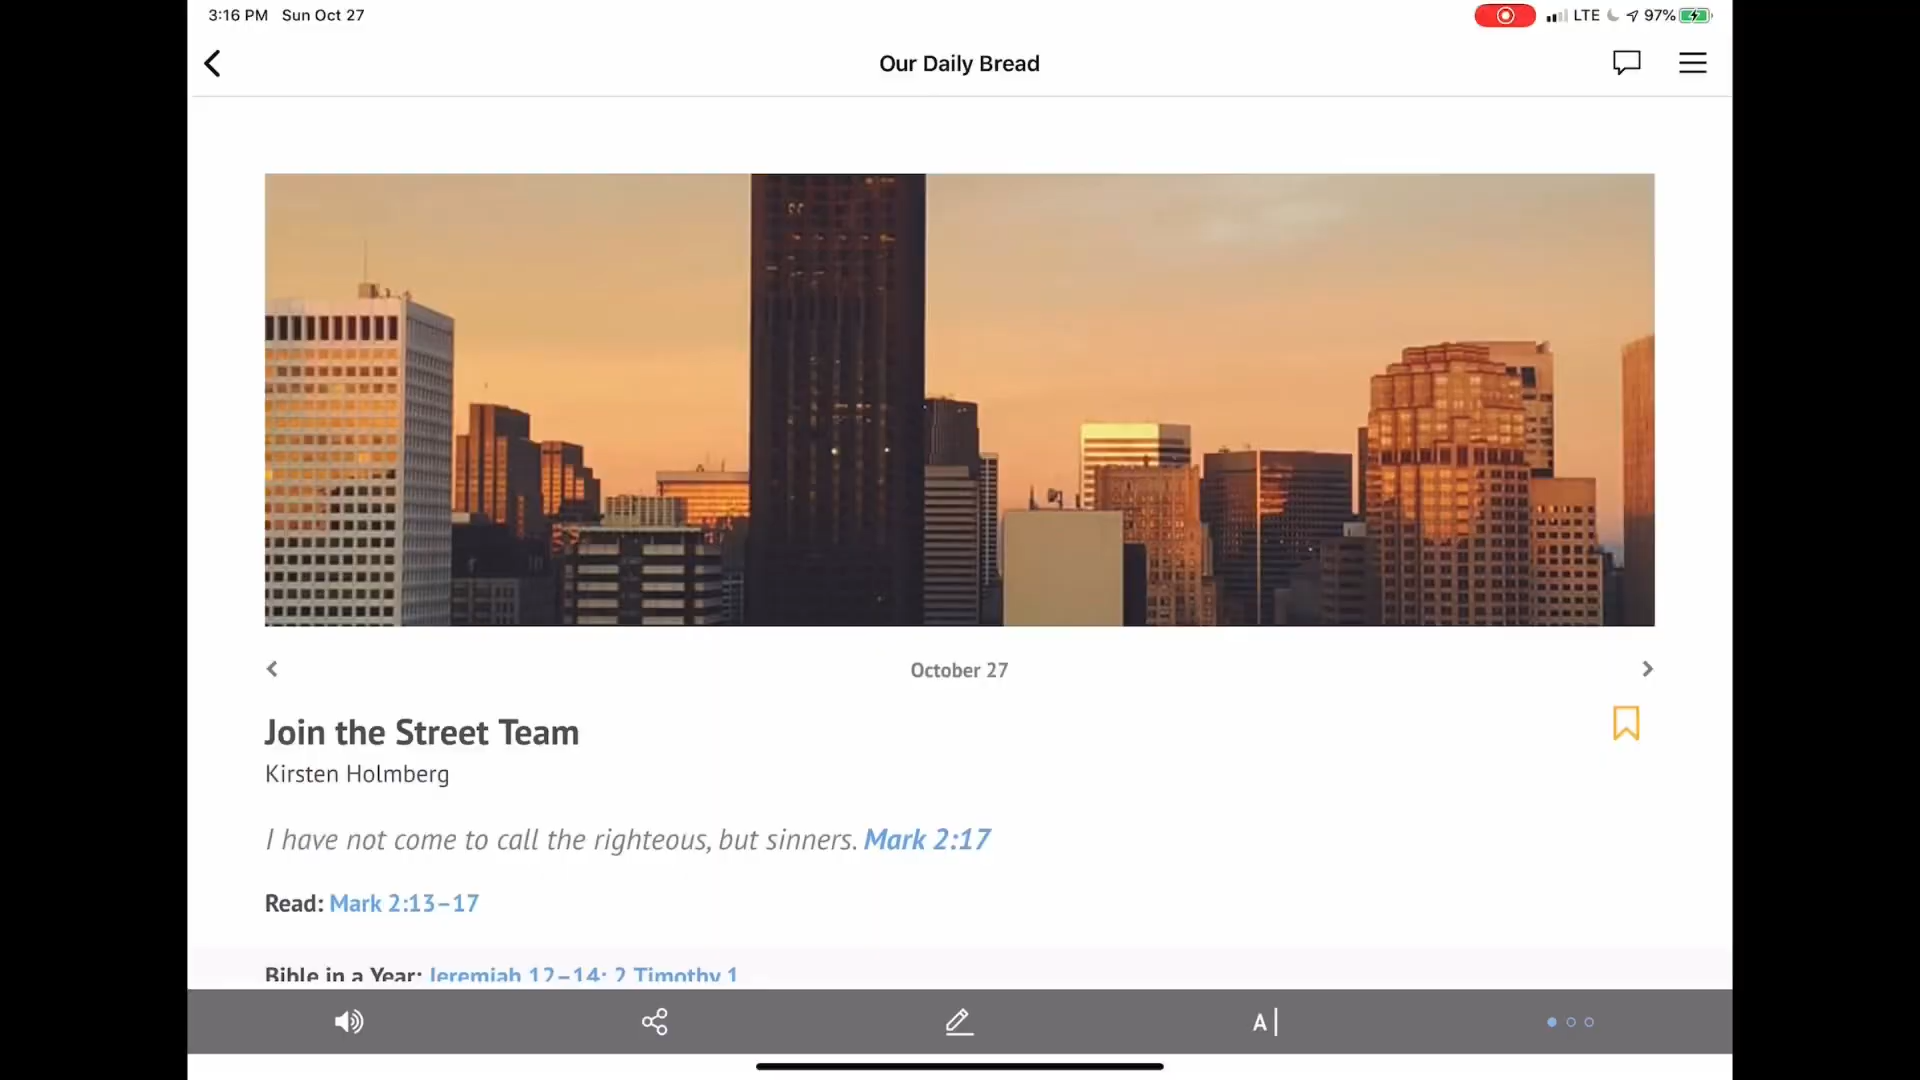 3:16 PM Sun Oct 27
LTE 97%
Our Daily Bread
October 27
Join the Street Team
Kirsten Holmberg
I have not come to call the righteous, but sinners. Mark 2:17
Read: Mark 2:13–17
Bible in a Year: Jeremiah 12–14; 2 Timothy 1
A